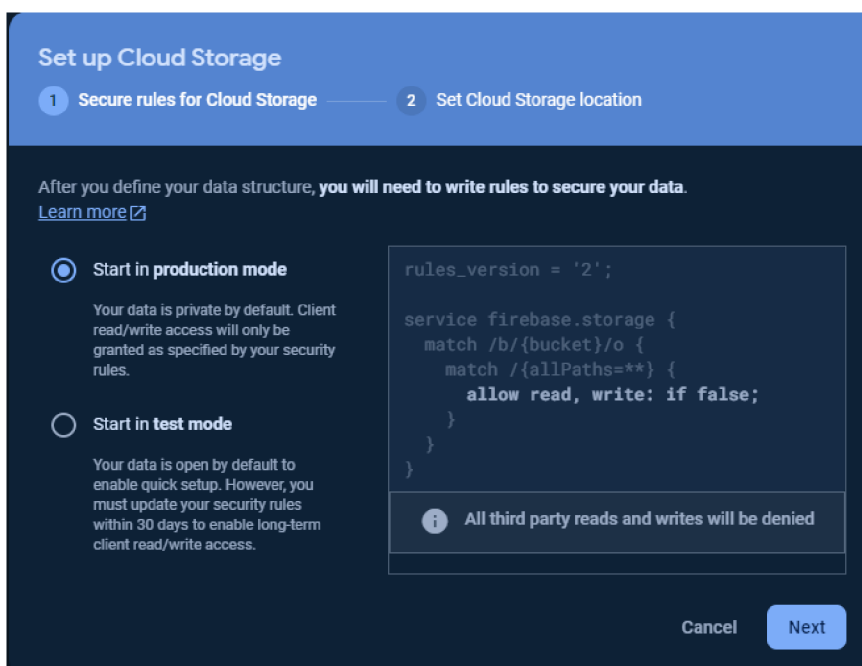 Set up Cloud Storage
1 Secure rules for Cloud Storage 2 Set Cloud Storage location
After you define your data structure, you will need to write rules to secure your data.
Learn more
Start in production mode
Your data is private by default. Client
read/write access will only be
granted as specified by your security
rules.
Start in test mode
Your data is open by default to
enable quick setup. However, you
must update your security rules
within 30 days to enable long-term
client read/write access.
rules_version = '2';
service firebase.storage {
  match /b/{bucket}/o {
    match /{allPaths=**} {
      allow read, write: if false;
    }
  }
}
i All third party reads and writes will be denied
Cancel Next